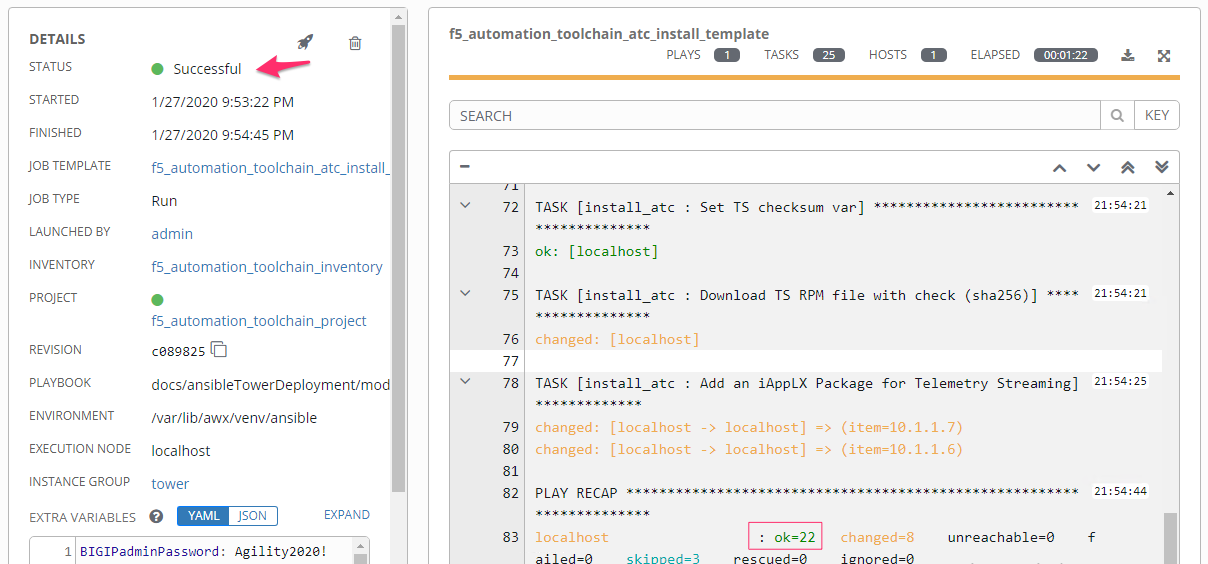 DETAILS
STATUS Successful
STARTED 1/27/2020 9:53:22 PM
FINISHED 1/27/2020 9:54:45 PM
JOB TEMPLATE f5_automation_toolchain_atc_install_
JOB TYPE Run
LAUNCHED BY admin
INVENTORY f5_automation_toolchain_inventory
PROJECT
f5_automation_toolchain_project
REVISION c089825
PLAYBOOK docs/ansibleTowerDeployment/mod
ENVIRONMENT /var/lib/awx/venv/ansible
EXECUTION NODE localhost
INSTANCE GROUP tower
EXTRA VARIABLES ? YAML JSON EXPAND
1 BIGIPadminPassword: Agility2020!
f5_automation_toolchain_atc_install_template
PLAYS 1 TASKS 25 HOSTS 1 ELAPSED 00:01:22
SEARCH KEY
71
72 TASK [install_atc : Set TS checksum var] ************************* 21:54:21
**************
73 ok: [localhost]
74
75 TASK [install_atc : Download TS RPM file with check (sha256)] **** 21:54:21
**************
76 changed: [localhost]
77
78 TASK [install_atc : Add an iAppLX Package for Telemetry Streaming] 21:54:25
*************
79 changed: [localhost -> localhost] => (item=10.1.1.7)
80 changed: [localhost -> localhost] => (item=10.1.1.6)
81
82 PLAY RECAP ******************************************************* 21:54:44
**************
83 localhost : ok=22 changed=8 unreachable=0 f
ailed=0 skipped=3 rescued=0 ignored=0